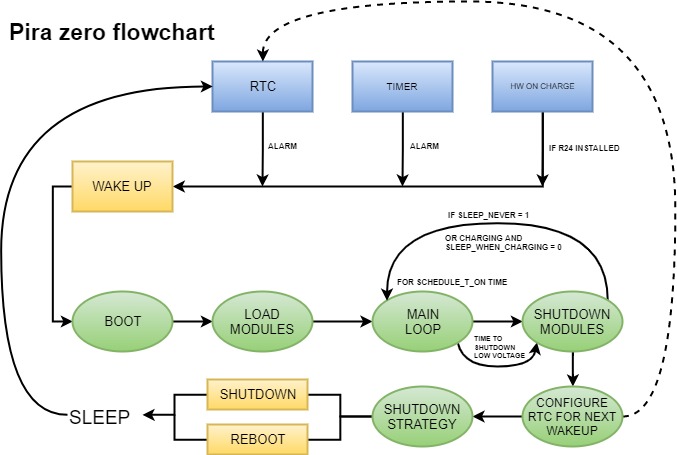 Pira zero flowchart
RTC
TIMER
HW ON CHARGE
ALARM
ALARM
IF R24 INSTALLED
WAKE UP
IF SLEEP_NEVER = 1
OR CHARGING AND
SLEEP_WHEN_CHARGING = 0
FOR SCHEDULE_T_ON TIME
BOOT
LOAD
MODULES
MAIN
LOOP
SHUTDOWN
MODULES
TIME TO
SHUTDOWN
LOW VOLTAGE
SLEEP
SHUTDOWN
REBOOT
SHUTDOWN
STRATEGY
CONFIGURE
RTC FOR NEXT
WAKEUP